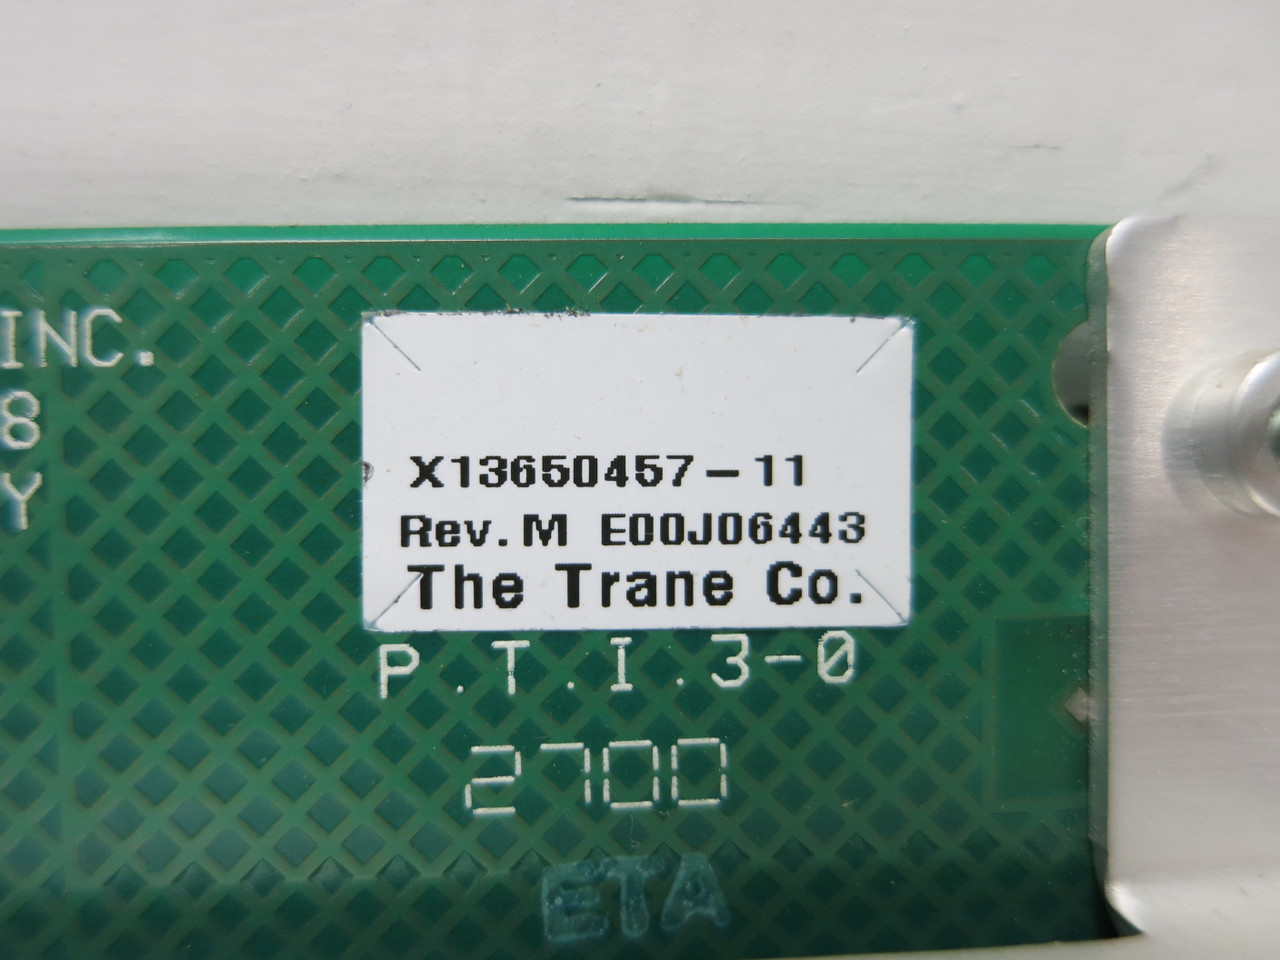 INC.
8
Y
X13650457-11
Rev. M E00J06443
The Trane Co.
P.T.I.3-0
2700
ETA